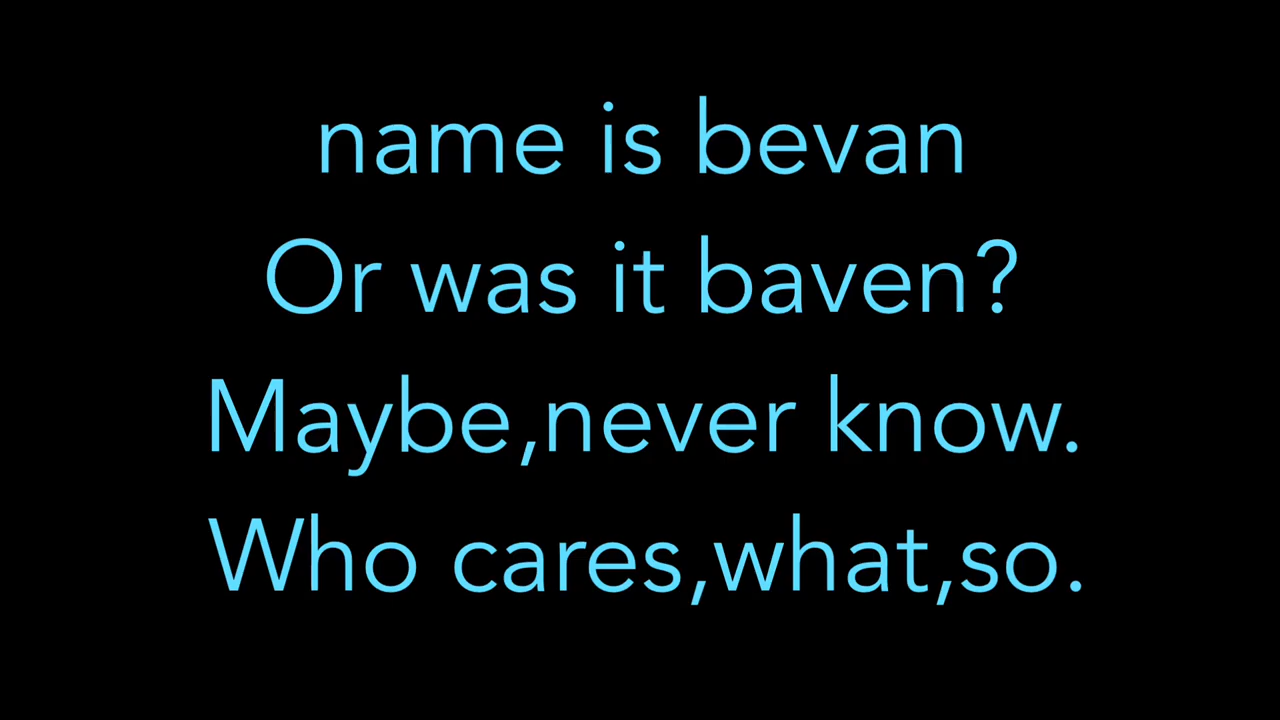 name is bevan
Or was it baven?
Maybe,never know.
Who cares,what,so.